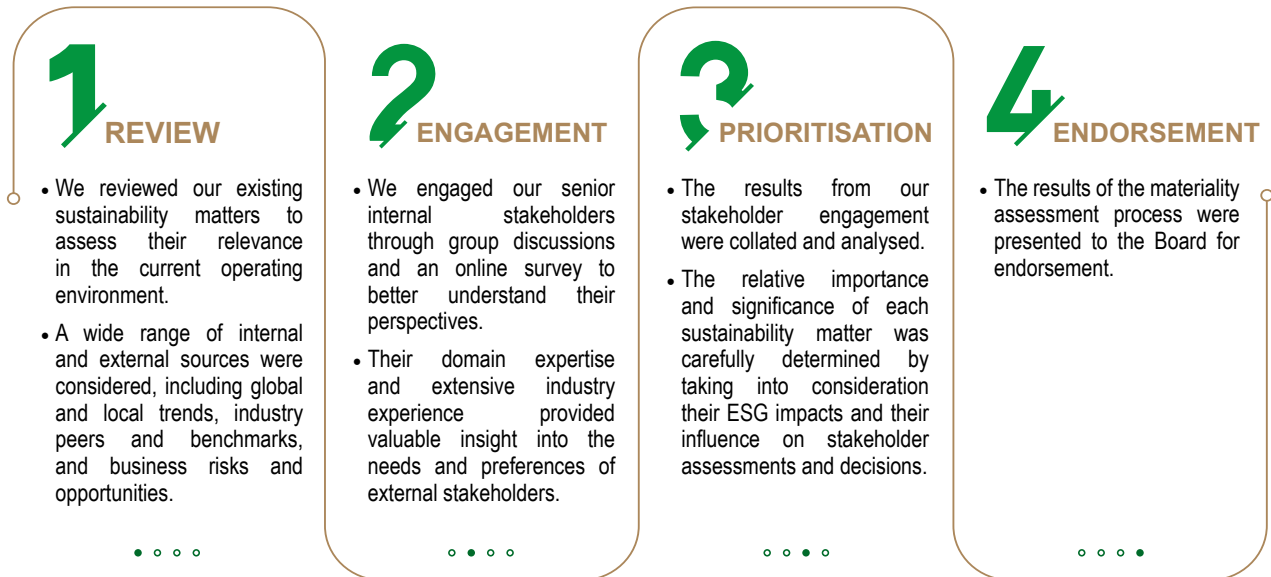 1
REVIEW
• We reviewed our existing
sustainability matters to
assess their relevance
in the current operating
environment.
• A wide range of internal
and external sources were
considered, including global
and local trends, industry
peers and benchmarks,
and business risks and
opportunities.
2
ENGAGEMENT
• We engaged our senior
internal stakeholders
through group discussions
and an online survey to
better understand their
perspectives.
• Their domain expertise
and extensive industry
experience provided
valuable insight into the
needs and preferences of
external stakeholders.
3
PRIORITISATION
• The results from our
stakeholder engagement
were collated and analysed.
• The relative importance
and significance of each
sustainability matter was
carefully determined by
taking into consideration
their ESG impacts and their
influence on stakeholder
assessments and decisions.
4
ENDORSEMENT
• The results of the materiality
assessment process were
presented to the Board for
endorsement.